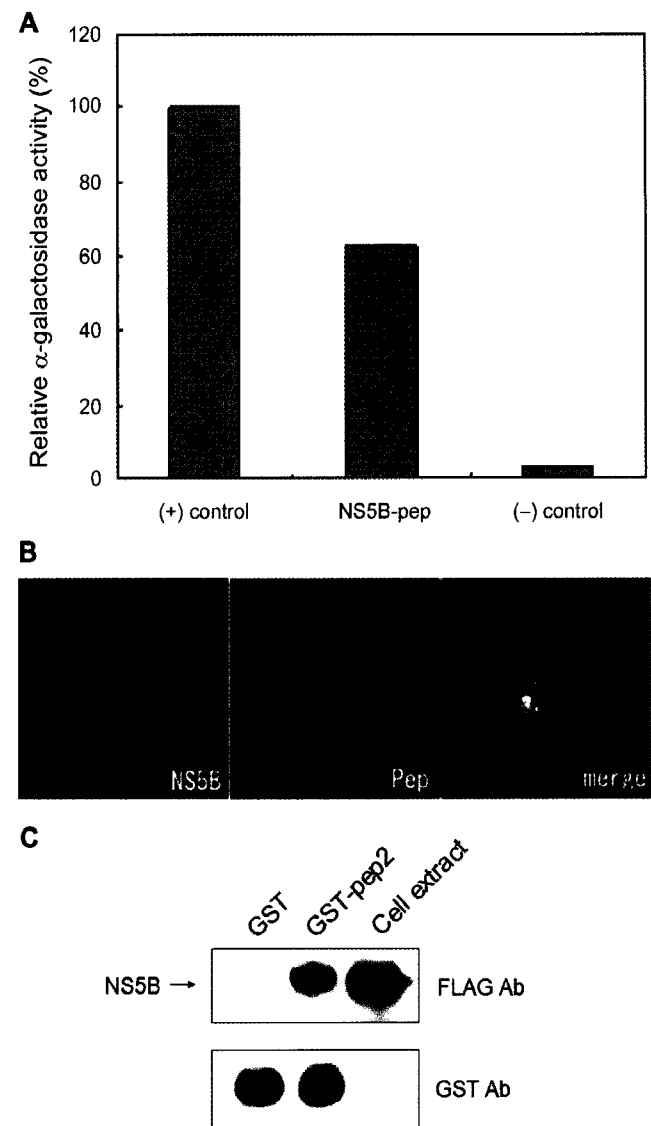 A
Relative α-galactosidase activity (%)
120
100
80
60
40
20
0
(+) control NS5B-pep (−) control
B
NS5B Pep merge
C
GST GST-pep2 Cell extract
NS5B → FLAG Ab
GST Ab